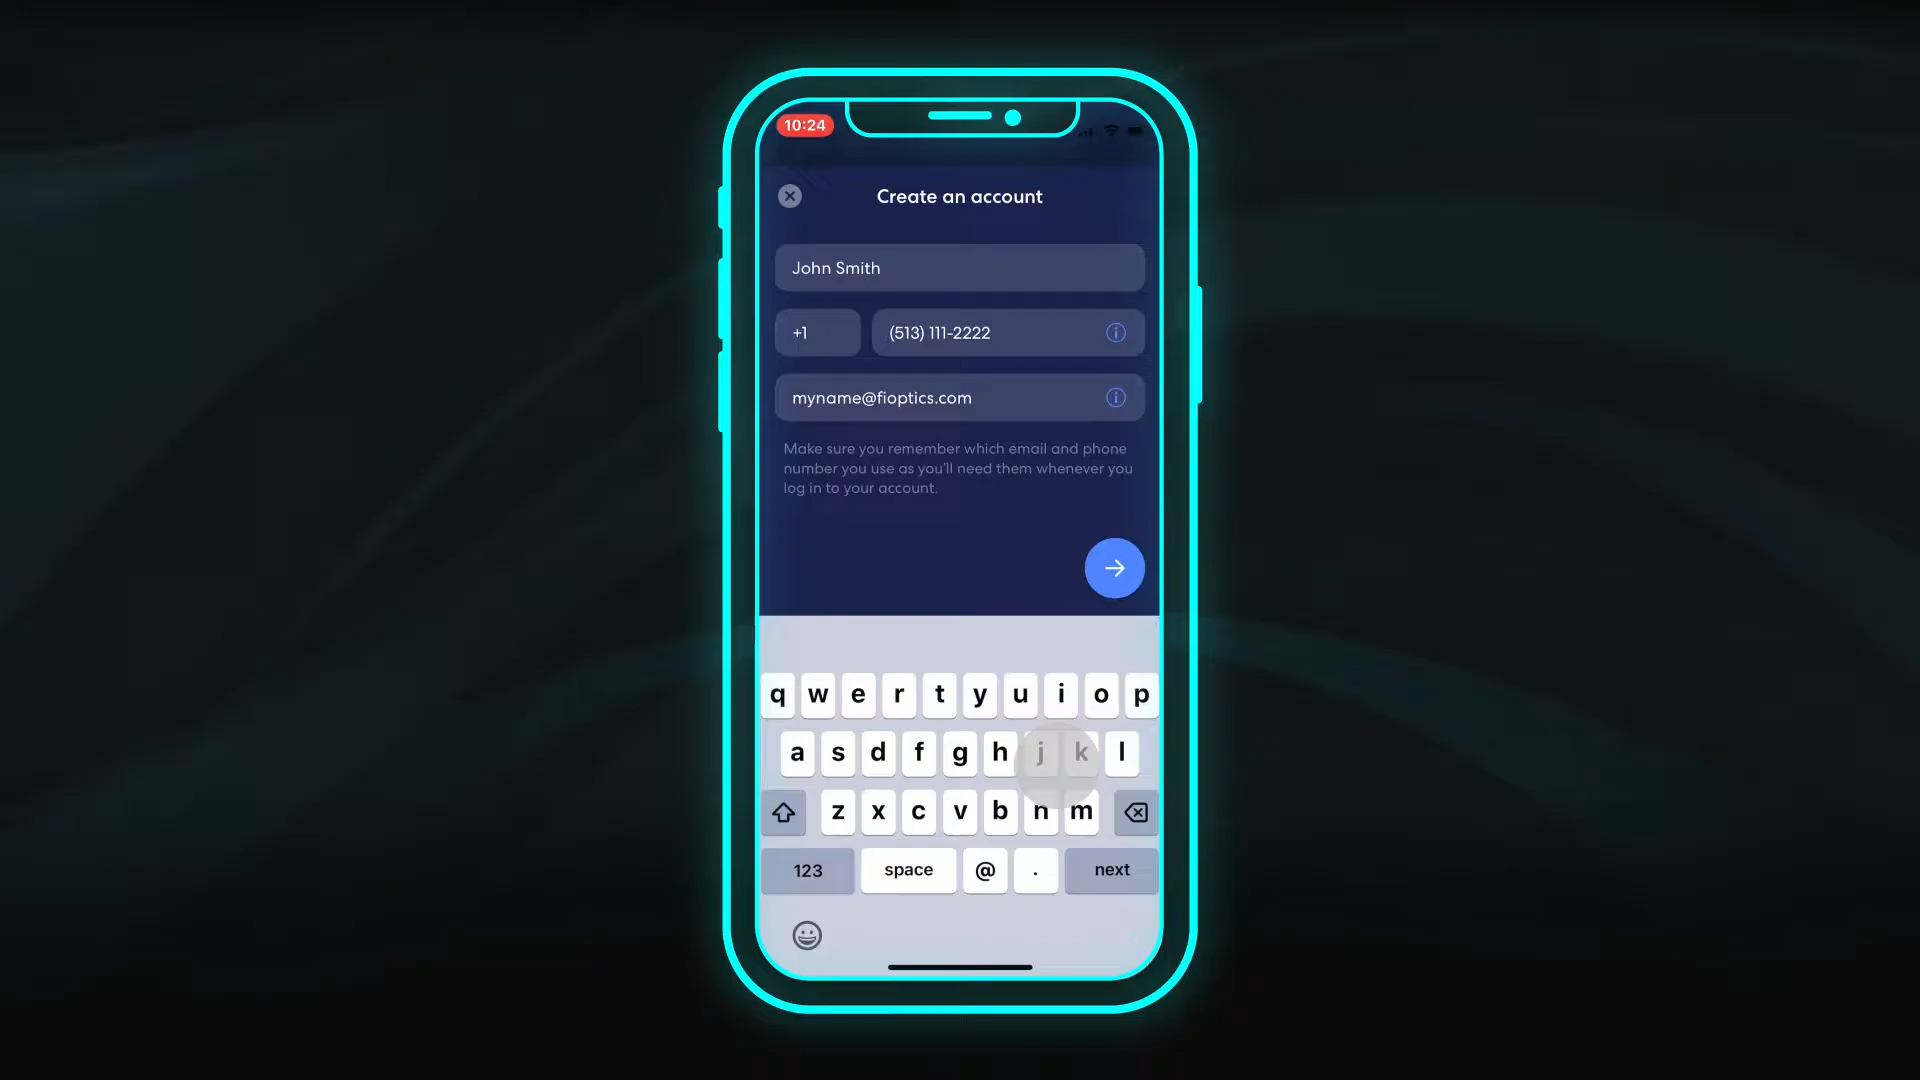 10:24
Create an account
John Smith
+1 (513) 111-2222
myname@fioptics.com
Make sure you remember which email and phone
number you use as you'll need them whenever you
log in to your account.
q w e r t y u i o p
a s d f g h j k l
z x c v b n m
123 space @ . next